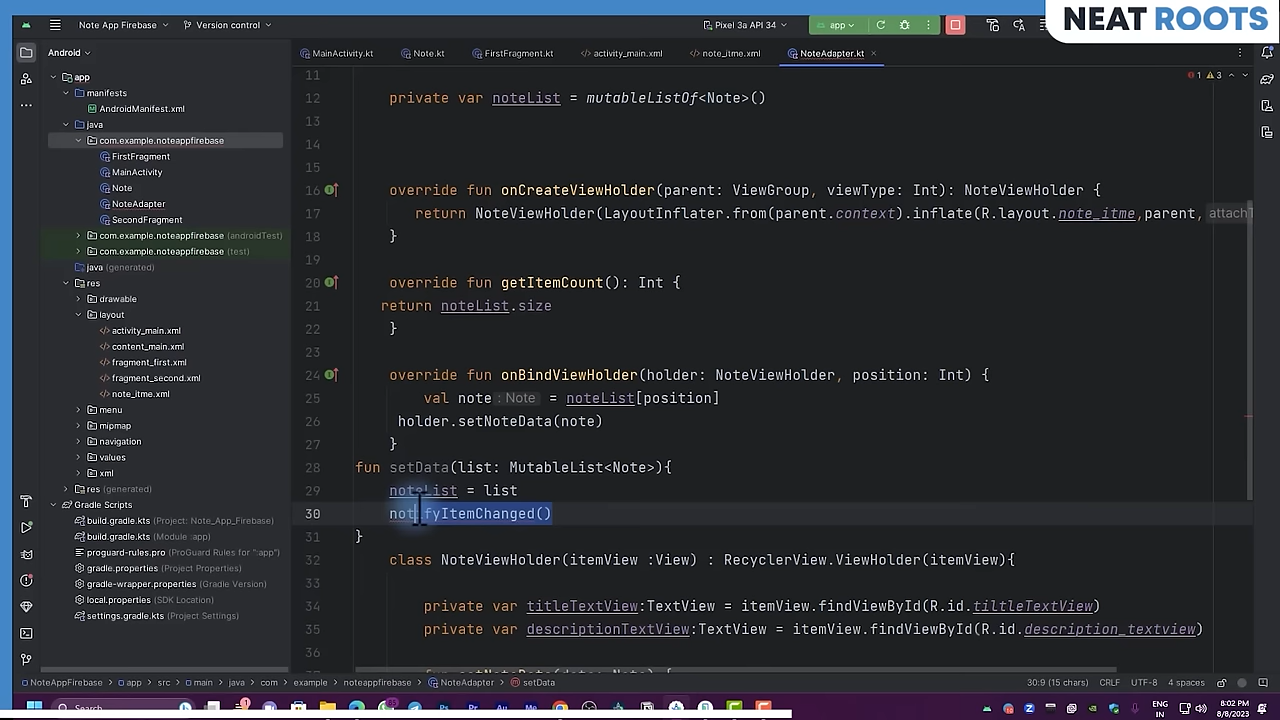 NEAT ROOTS
Note App Firebase
Version control
Pixel 3a API 34
app
Android
MainActivity.kt
Note.kt
FirstFragment.kt
activity_main.xml
note_itme.xml
NoteAdapter.kt
app
manifests
AndroidManifest.xml
java
com.example.noteappfirebase
FirstFragment
MainActivity
Note
NoteAdapter
SecondFragment
com.example.noteappfirebase (androidTest)
com.example.noteappfirebase (test)
java (generated)
res
drawable
layout
activity_main.xml
content_main.xml
fragment_first.xml
fragment_second.xml
note_itme.xml
menu
mipmap
navigation
values
xml
res (generated)
Gradle Scripts
build.gradle.kts (Project: Note_App_Firebase)
build.gradle.kts (Module :app)
proguard-rules.pro (ProGuard Rules for ":app")
gradle.properties (Project Properties)
gradle-wrapper.properties (Gradle Version)
local.properties (SDK Location)
settings.gradle.kts (Project Settings)
1 3
11
12 private var noteList = mutableListOf<Note>()
13
14
15
16 override fun onCreateViewHolder(parent: ViewGroup, viewType: Int): NoteViewHolder {
17 return NoteViewHolder(LayoutInflater.from(parent.context).inflate(R.layout.note_itme,parent,
18 }
19
20 override fun getItemCount(): Int {
21 return noteList.size
22 }
23
24 override fun onBindViewHolder(holder: NoteViewHolder, position: Int) {
25 val note : Note = noteList[position]
26 holder.setNoteData(note)
27 }
28 fun setData(list: MutableList<Note>){
29 noteList = list
30 notifyItemChanged()
31 }
32 class NoteViewHolder(itemView :View) : RecyclerView.ViewHolder(itemView){
33
34 private var titleTextView:TextView = itemView.findViewById(R.id.tiltleTextView)
35 private var descriptionTextView:TextView = itemView.findViewById(R.id.description_textview)
36
NoteAppFirebase > app > src > main > java > com > example > noteappfirebase > NoteAdapter > setData
30:9 (15 chars) CRLF UTF-8 4 spaces
Search
ENG
IN
8:02 PM
8/8/2023